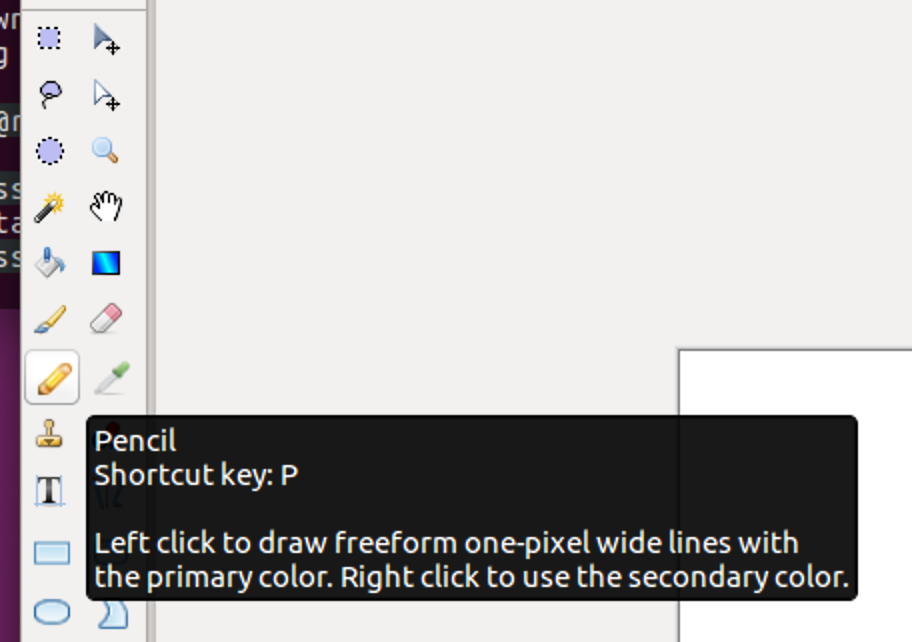 Pencil
Shortcut key: P
Left click to draw freeform one-pixel wide lines with
the primary color. Right click to use the secondary color.